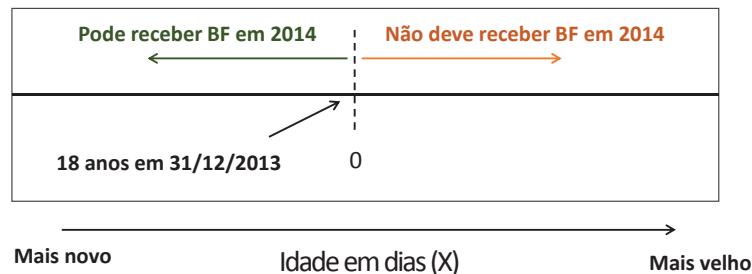 Pode receber BF em 2014
Não deve receber BF em 2014
18 anos em 31/12/2013
0
Mais novo
Idade em dias (X)
Mais velho